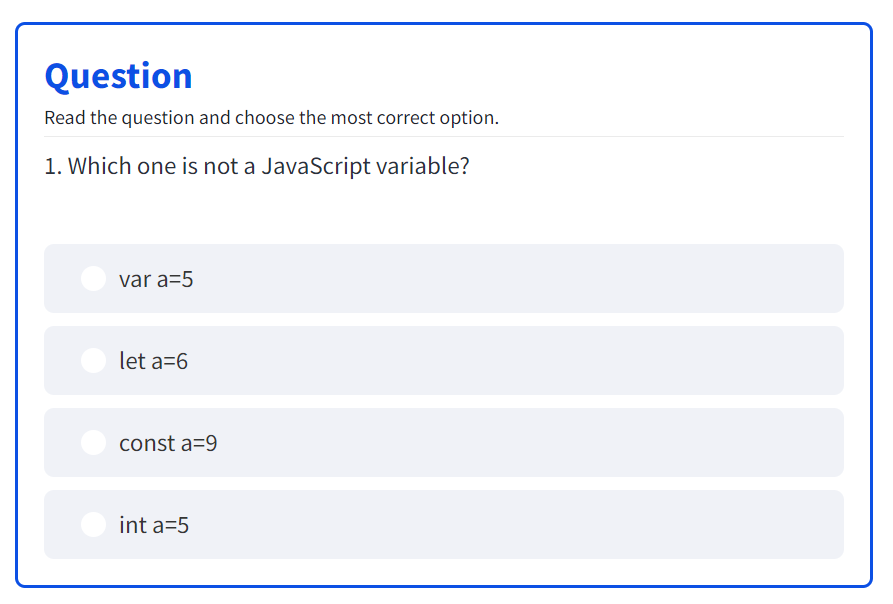 Question
Read the question and choose the most correct option.
1. Which one is not a JavaScript variable?
var a=5
let a=6
const a=9
int a=5